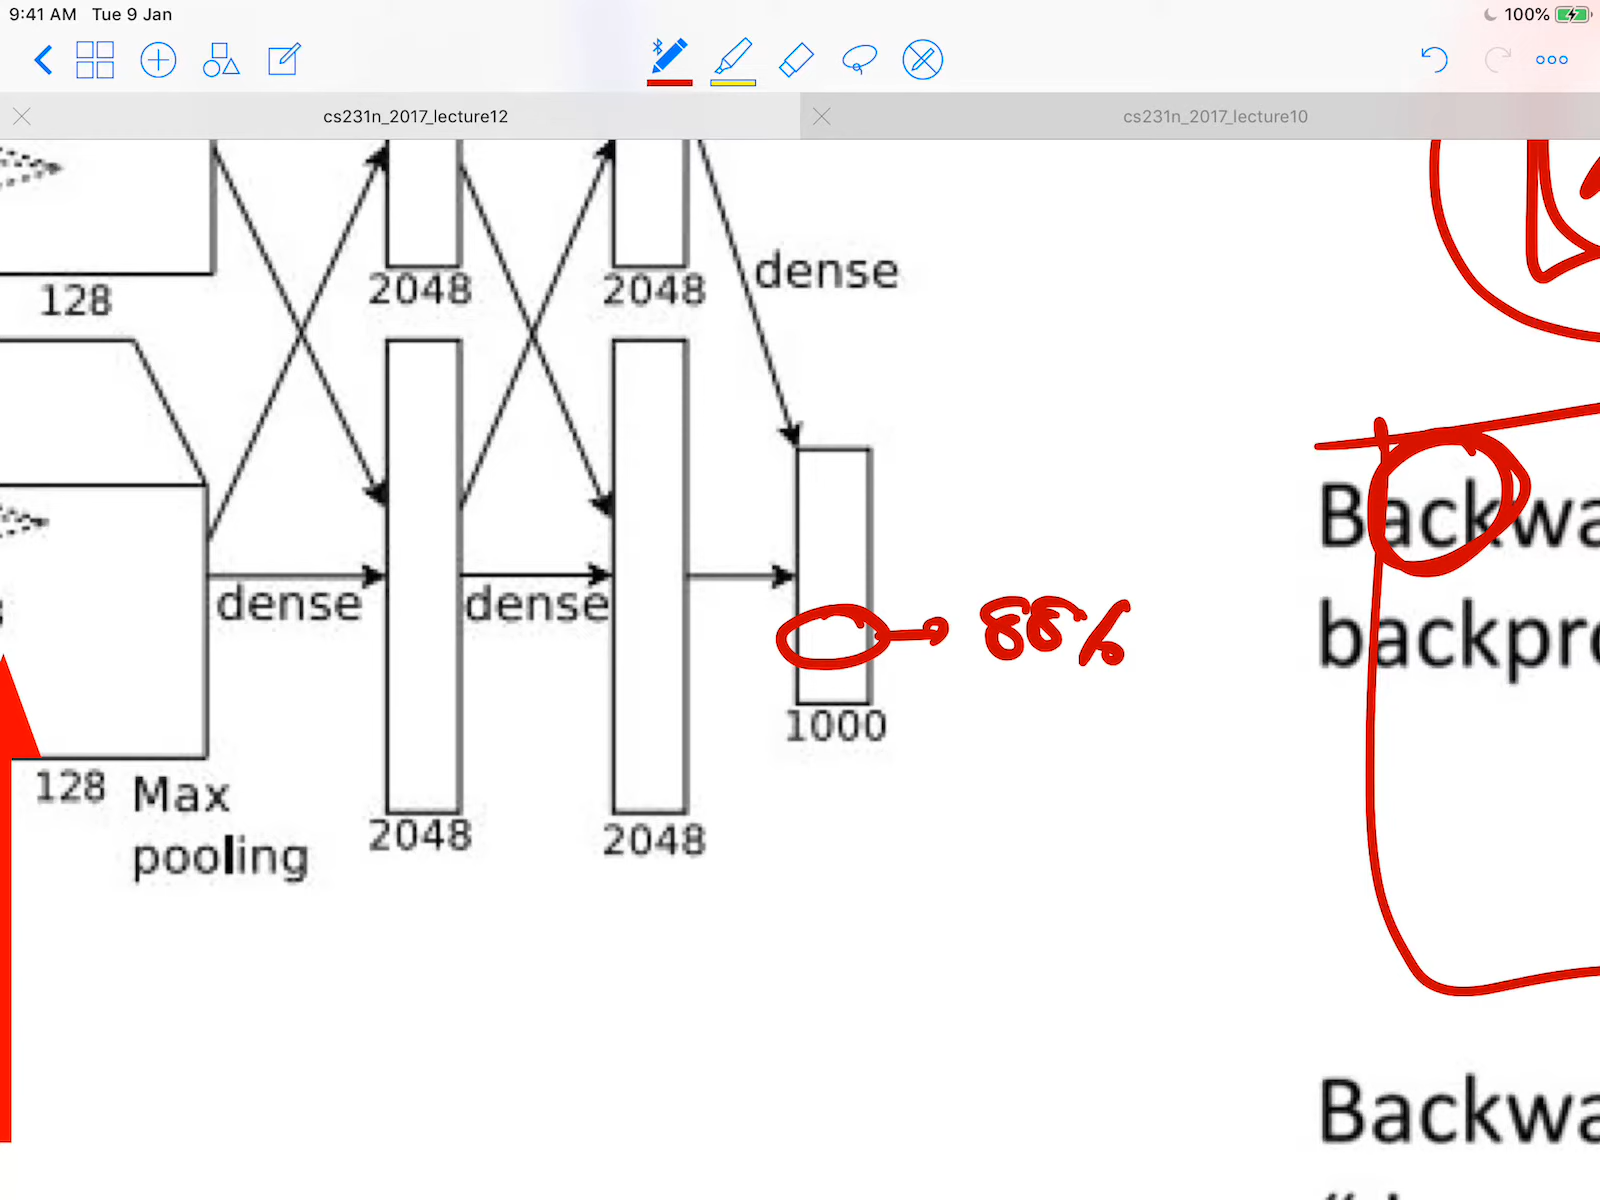 9:41 AM Tue 9 Jan
100%
cs231n_2017_lecture12
cs231n_2017_lecture10
128
2048
2048
dense
dense
dense
88%
1000
128
Max
pooling
2048
2048
Backwa
backpro
Backwa